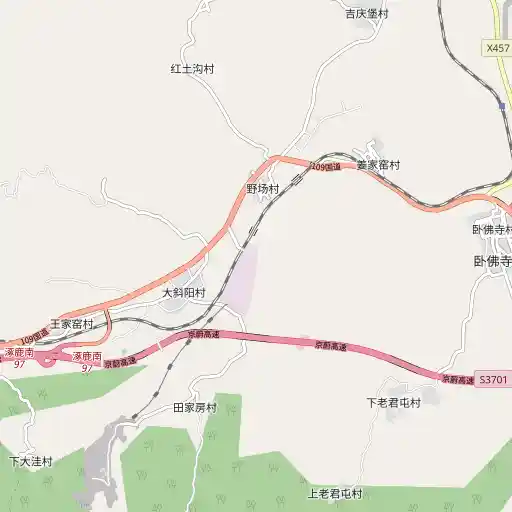 吉庆堡村
X457
红土沟村
109国道
姜家窑村
野场村
卧佛寺村
卧佛寺
大斜阳村
王家窑村
109国道
京蔚高速
京蔚高速
涿鹿南
97
涿鹿南
97
京蔚高速
京蔚高速
S3701
田家房村
下老君屯村
下大洼村
上老君屯村